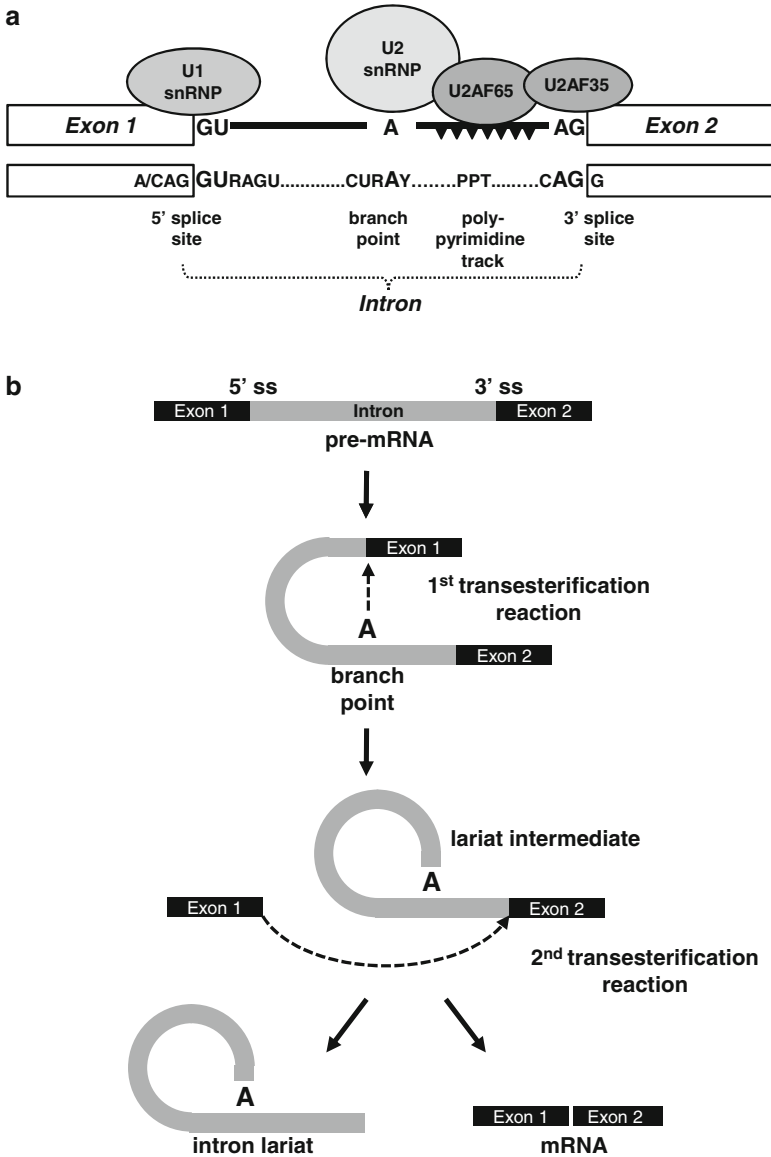 a
U1
snRNP
U2
snRNP
U2AF65
U2AF35
Exon 1
GU
A
AG
Exon 2
A/CAG GURAGU.............CURAY........PPT.........CAG G
5' splice
site
branch
point
poly-
pyrimidine
track
3' splice
site
Intron
b
5' ss
3' ss
Exon 1
Intron
Exon 2
pre-mRNA
Exon 1
1st transesterification
reaction
A
Exon 2
branch
point
lariat intermediate
A
Exon 1
Exon 2
2nd transesterification
reaction
A
intron lariat
Exon 1
Exon 2
mRNA